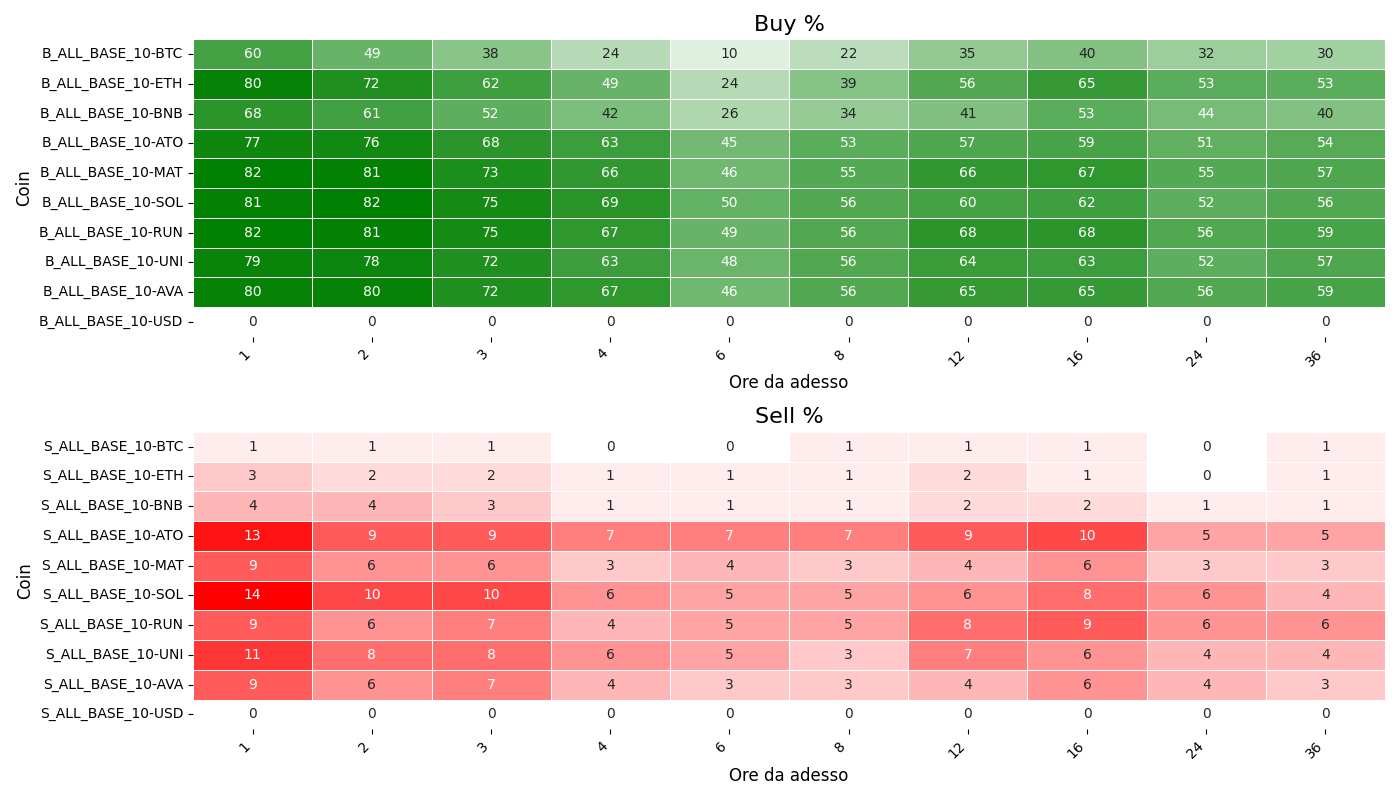 Buy %
Coin
B_ALL_BASE_10-BTC 60 49 38 24 10 22 35 40 32 30
B_ALL_BASE_10-ETH 80 72 62 49 24 39 56 65 53 53
B_ALL_BASE_10-BNB 68 61 52 42 26 34 41 53 44 40
B_ALL_BASE_10-ATO 77 76 68 63 45 53 57 59 51 54
B_ALL_BASE_10-MAT 82 81 73 66 46 55 66 67 55 57
B_ALL_BASE_10-SOL 81 82 75 69 50 56 60 62 52 56
B_ALL_BASE_10-RUN 82 81 75 67 49 56 68 68 56 59
B_ALL_BASE_10-UNI 79 78 72 63 48 56 64 63 52 57
B_ALL_BASE_10-AVA 80 80 72 67 46 56 65 65 56 59
B_ALL_BASE_10-USD 0 0 0 0 0 0 0 0 0 0
1 2 3 4 6 8 12 16 24 36
Ore da adesso
Sell %
Coin
S_ALL_BASE_10-BTC 1 1 1 0 0 1 1 1 0 1
S_ALL_BASE_10-ETH 3 2 2 1 1 1 2 1 0 1
S_ALL_BASE_10-BNB 4 4 3 1 1 1 2 2 1 1
S_ALL_BASE_10-ATO 13 9 9 7 7 7 9 10 5 5
S_ALL_BASE_10-MAT 9 6 6 3 4 3 4 6 3 3
S_ALL_BASE_10-SOL 14 10 10 6 5 5 6 8 6 4
S_ALL_BASE_10-RUN 9 6 7 4 5 5 8 9 6 6
S_ALL_BASE_10-UNI 11 8 8 6 5 3 7 6 4 4
S_ALL_BASE_10-AVA 9 6 7 4 3 3 4 6 4 3
S_ALL_BASE_10-USD 0 0 0 0 0 0 0 0 0 0
1 2 3 4 6 8 12 16 24 36
Ore da adesso